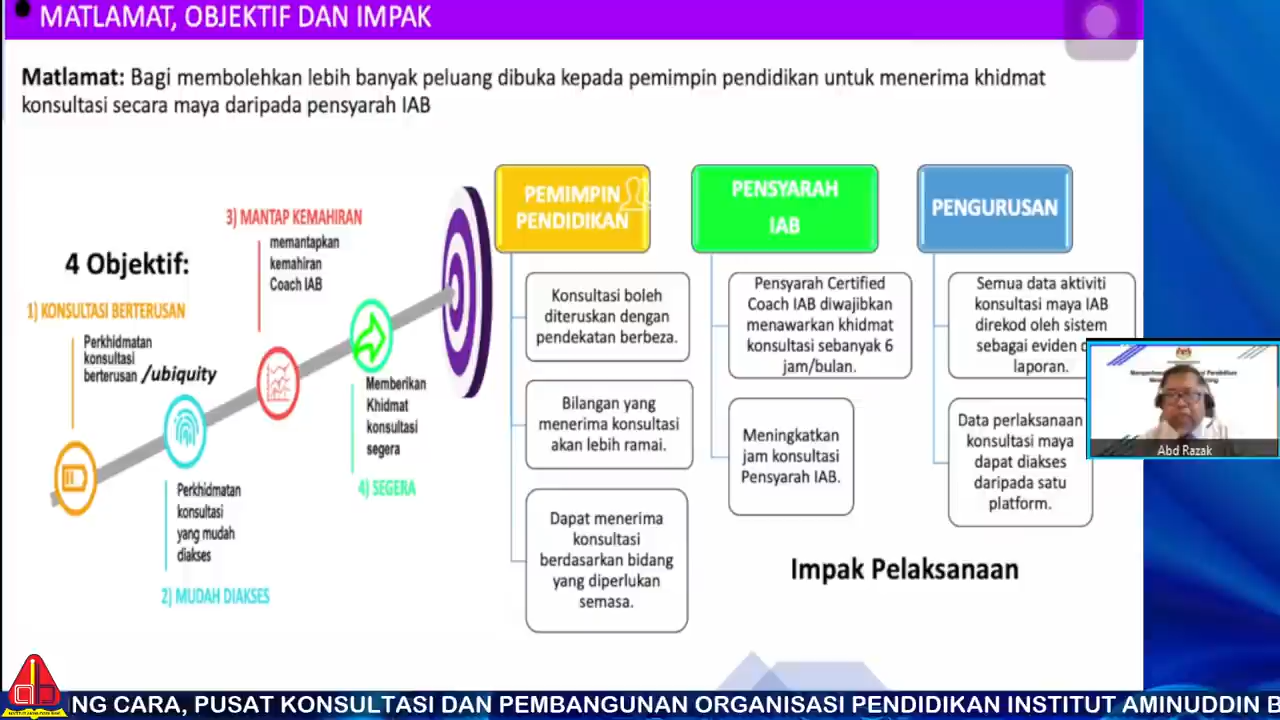 MATLAMAT, OBJEKTIF DAN IMPAK
Matlamat: Bagi membolehkan lebih banyak peluang dibuka kepada pemimpin pendidikan untuk menerima khidmat
konsultasi secara maya daripada pensyarah IAB
4 Objektif:
1) KONSULTASI BERTERUSAN
Perkhidmatan
konsultasi
berterusan /ubiquity
Perkhidmatan
konsultasi
yang mudah
diakses
2) MUDAH DIAKSES
3) MANTAP KEMAHIRAN
memantapkan
kemahiran
Coach IAB
Memberikan
Khidmat
konsultasi
segera
4) SEGERA
PEMIMPIN
PENDIDIKAN
Konsultasi boleh
diteruskan dengan
pendekatan berbeza.
Bilangan yang
menerima konsultasi
akan lebih ramai.
Dapat menerima
konsultasi
berdasarkan bidang
yang diperlukan
semasa.
PENSYARAH
IAB
Pensyarah Certified
Coach IAB diwajibkan
menawarkan khidmat
konsultasi sebanyak 6
jam/bulan.
Meningkatkan
jam konsultasi
Pensyarah IAB.
PENGURUSAN
Semua data aktiviti
konsultasi maya IAB
direkod oleh sistem
sebagai eviden
laporan.
Data perlaksanaan
konsultasi maya
dapat diakses
daripada satu
platform.
Impak Pelaksanaan
Abd Razak
NG CARA, PUSAT KONSULTASI DAN PEMBANGUNAN ORGANISASI PENDIDIKAN INSTITUT AMINUDDIN B